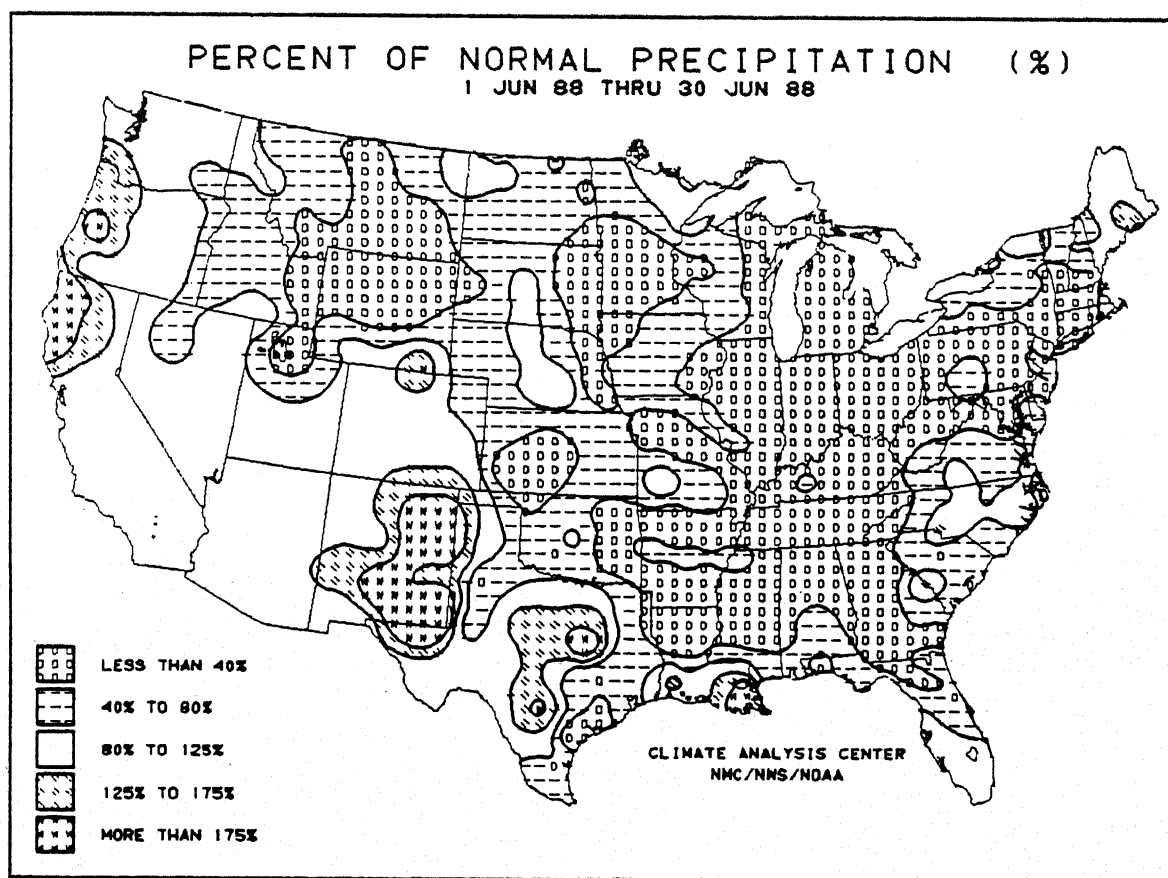 PERCENT OF NORMAL PRECIPITATION (%)
1 JUN 88 THRU 30 JUN 88
LESS THAN 40%
40% TO 80%
80% TO 125%
125% TO 175%
MORE THAN 175%
CLIMATE ANALYSIS CENTER
NMC/NWS/NOAA